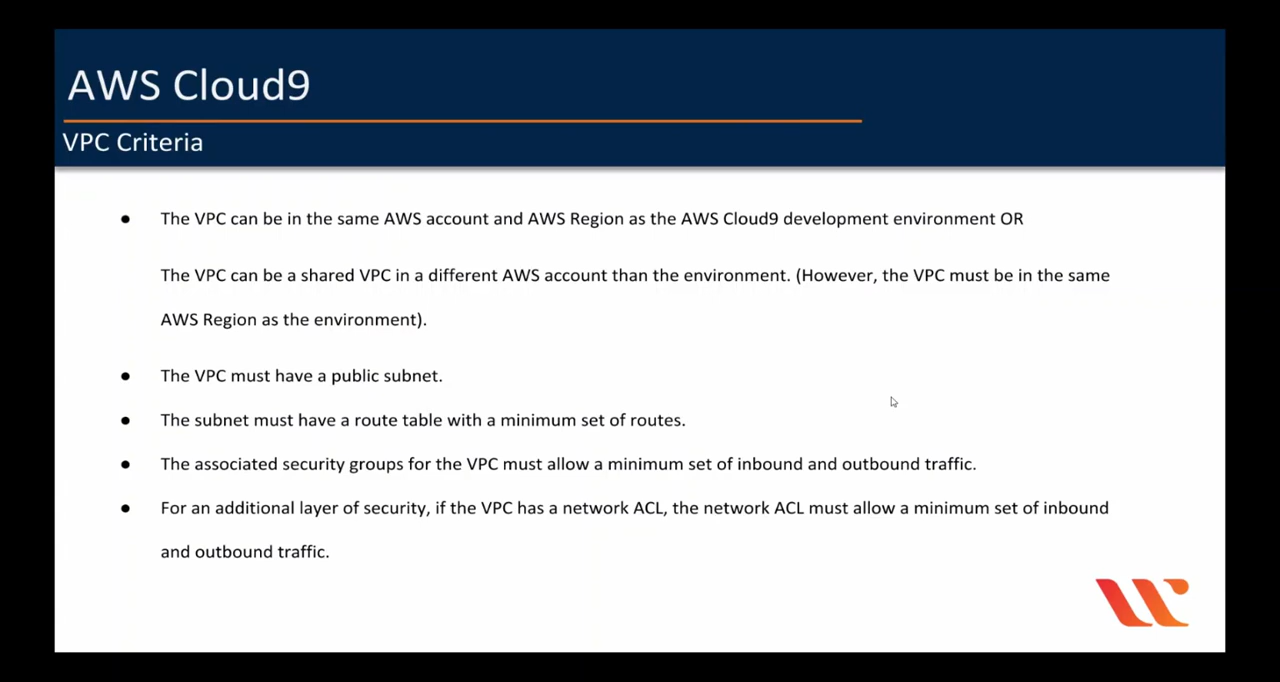 AWS Cloud9
VPC Criteria
● The VPC can be in the same AWS account and AWS Region as the AWS Cloud9 development environment OR
The VPC can be a shared VPC in a different AWS account than the environment. (However, the VPC must be in the same
AWS Region as the environment).
● The VPC must have a public subnet.
● The subnet must have a route table with a minimum set of routes.
● The associated security groups for the VPC must allow a minimum set of inbound and outbound traffic.
● For an additional layer of security, if the VPC has a network ACL, the network ACL must allow a minimum set of inbound
and outbound traffic.